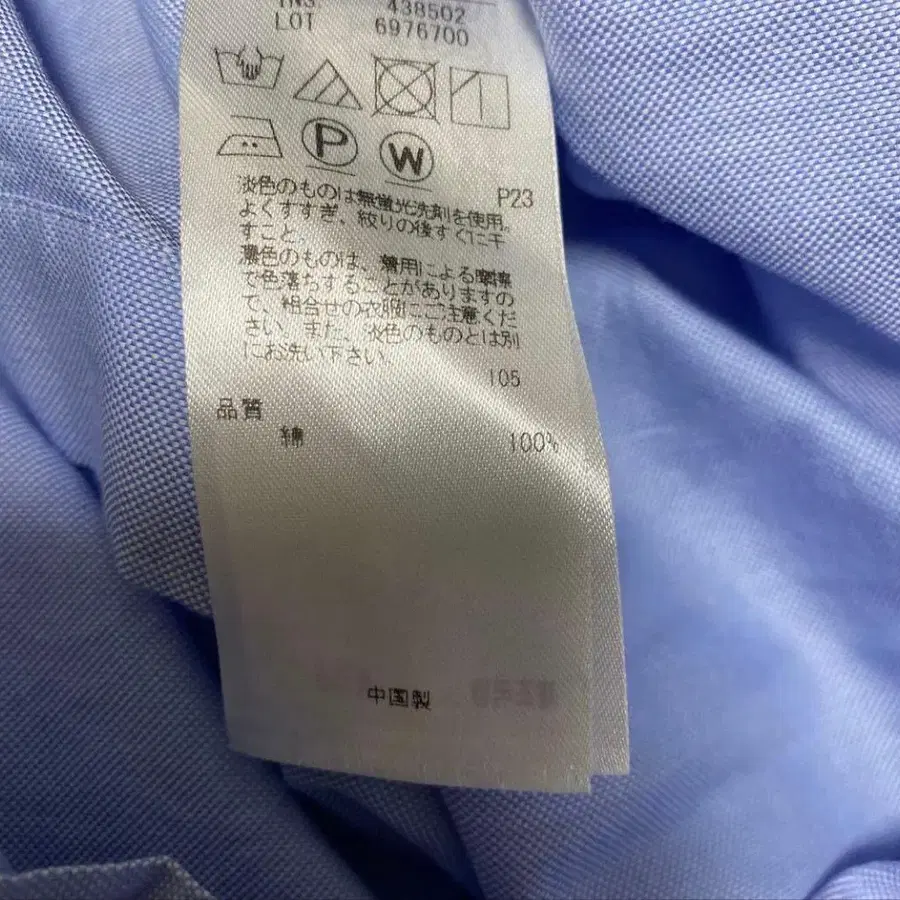 INS 438502
LOT 6976700
P W
P23
淡色のものは無蛍光洗剤を使用。
よくすすぎ、絞りの後すぐに干
すこと。
濃色のものは、着用による摩擦
で色落ちすることがありますの
で、組合せの衣服にご注意くだ
さい。また、淡色のものとは別
にお洗い下さい。
105
品質
綿 100%
中国製